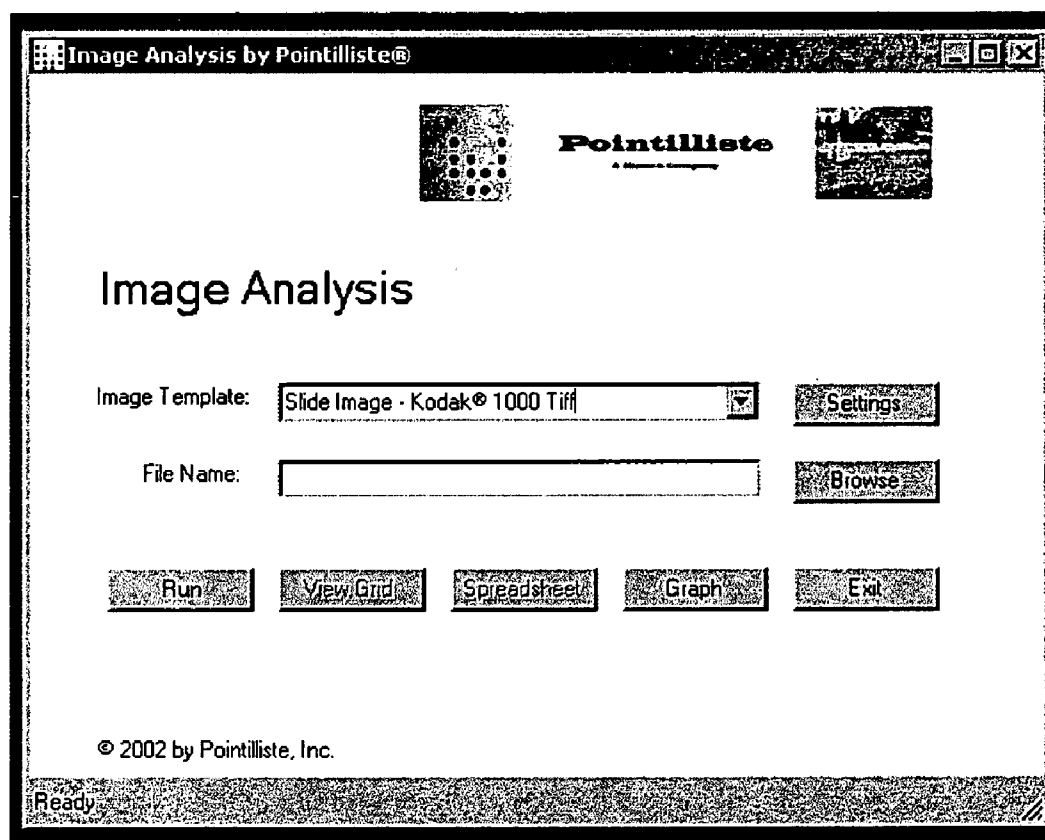 Image Analysis by Pointilliste®
Pointilliste
Image Analysis
Image Template: Slide Image - Kodak® 1000 Tiff Settings
File Name: Browse
Run View Grid Spreadsheet Graph Exit
© 2002 by Pointilliste, Inc.
Ready